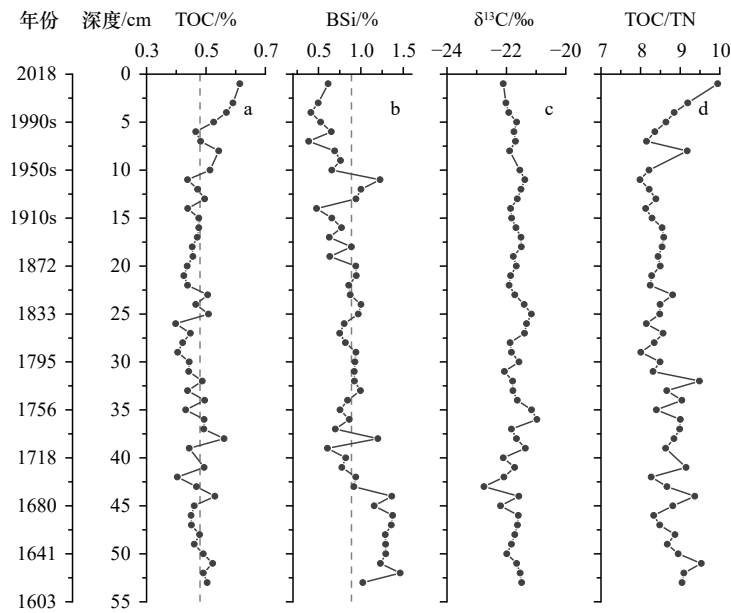 年份 深度/cm TOC/% BSi/% δ¹³C/‰ TOC/TN
0.3 0.5 0.7 0.5 1.0 1.5 −24 −22 −20 7 8 9 10
2018 0
a b c d
1990s 5
1950s 10
1910s 15
1872 20
1833 25
1795 30
1756 35
1718 40
1680 45
1641 50
1603 55